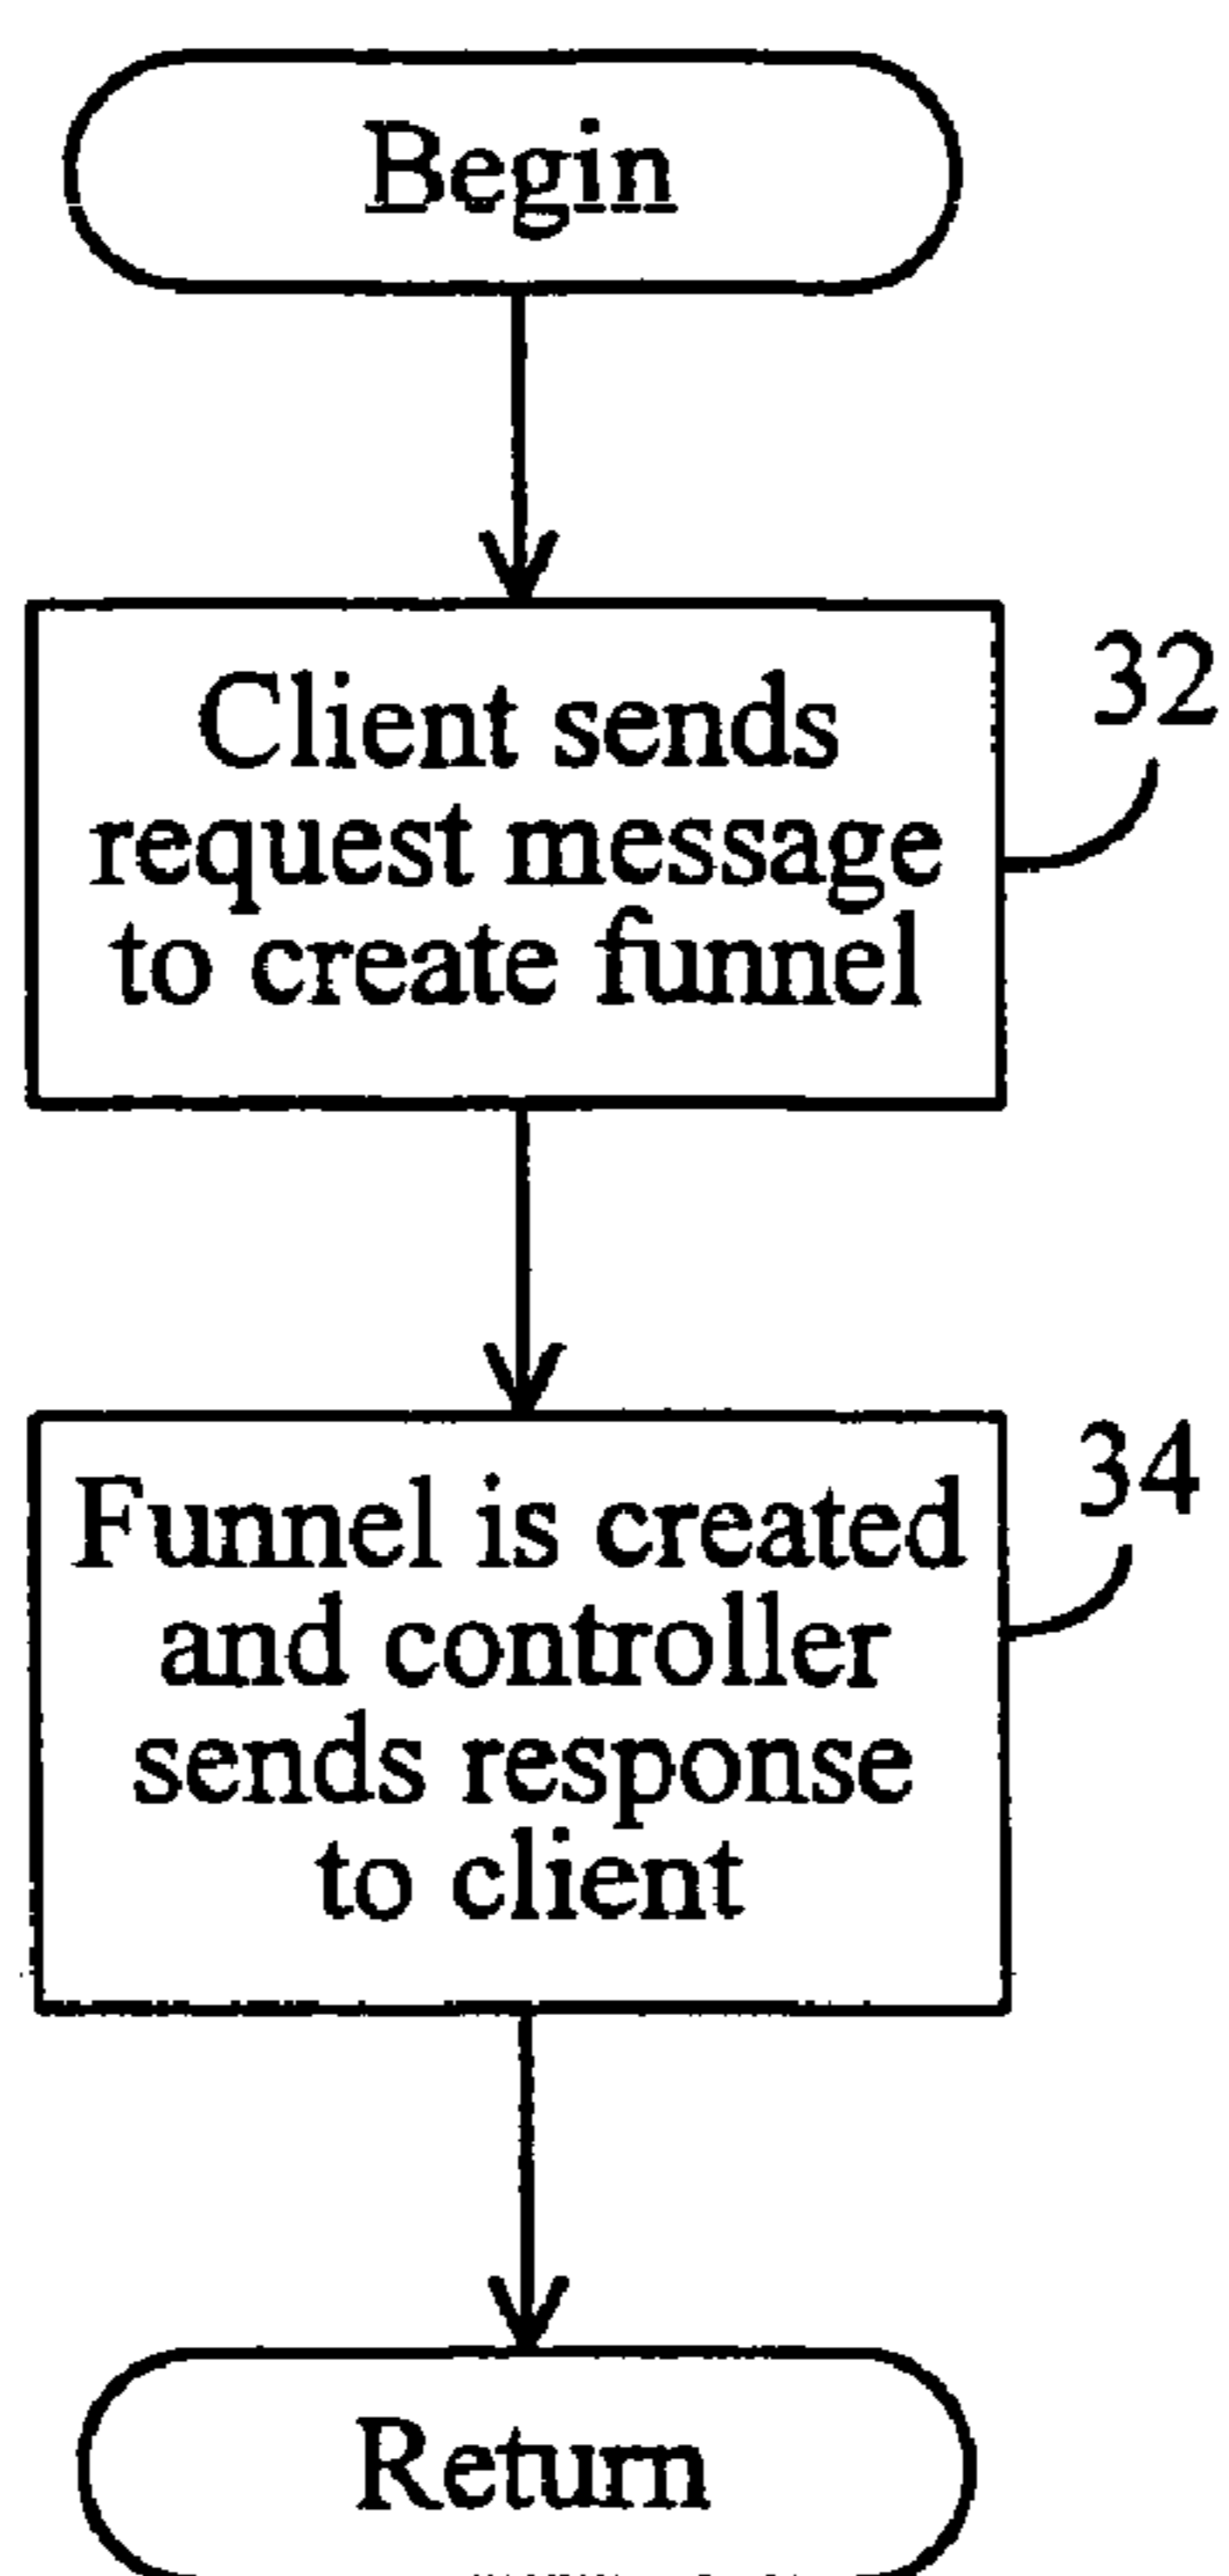 Begin
Client sends
request message
to create funnel
32
Funnel is created
and controller
sends response
to client
34
Return